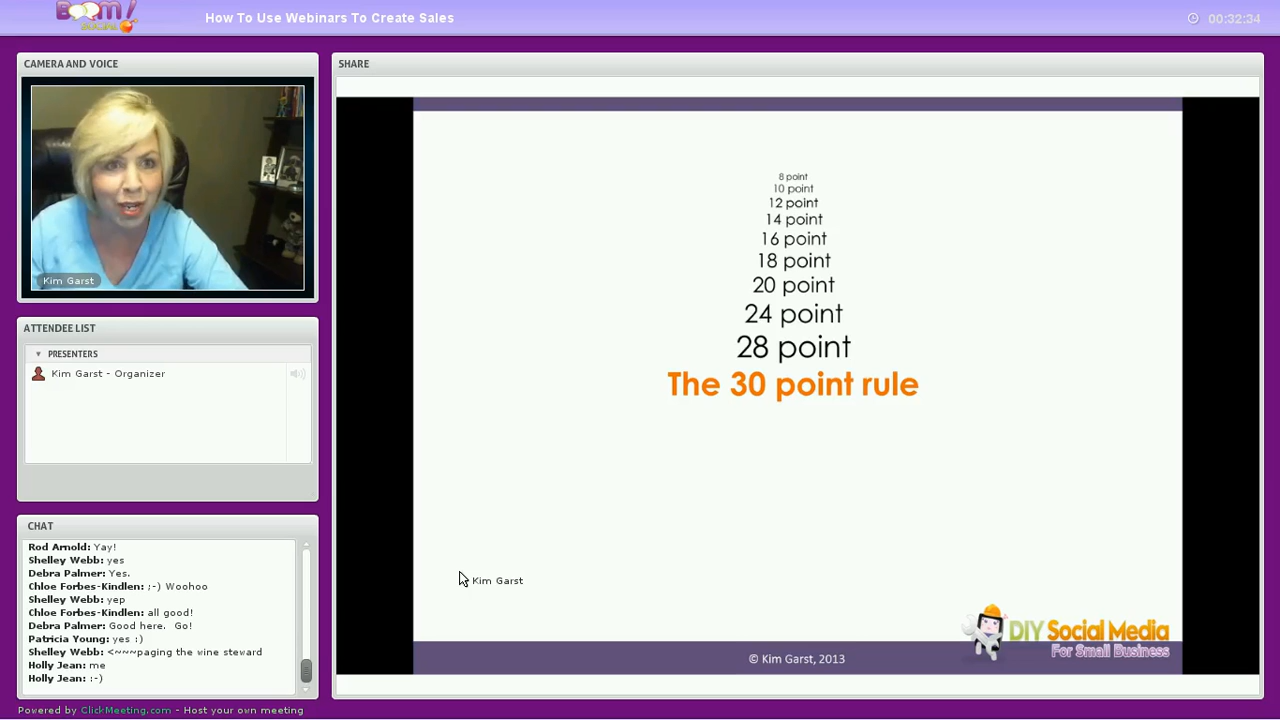 BOOM!
SOCIAL
How To Use Webinars To Create Sales
00:32:34
CAMERA AND VOICE
Kim Garst
ATTENDEE LIST
PRESENTERS
Kim Garst - Organizer
CHAT
Rod Arnold: Yay!
Shelley Webb: yes
Debra Palmer: Yes.
Chloe Forbes-Kindlen: ;-) Woohoo
Shelley Webb: yep
Chloe Forbes-Kindlen: all good!
Debra Palmer: Good here.  Go!
Patricia Young: yes :)
Shelley Webb: <~~~paging the wine steward
Holly Jean: me
Holly Jean: :-)
Powered by ClickMeeting.com - Host your own meeting
SHARE
8 point
10 point
12 point
14 point
16 point
18 point
20 point
24 point
28 point
The 30 point rule
Kim Garst
DIY Social Media
For Small Business
© Kim Garst, 2013